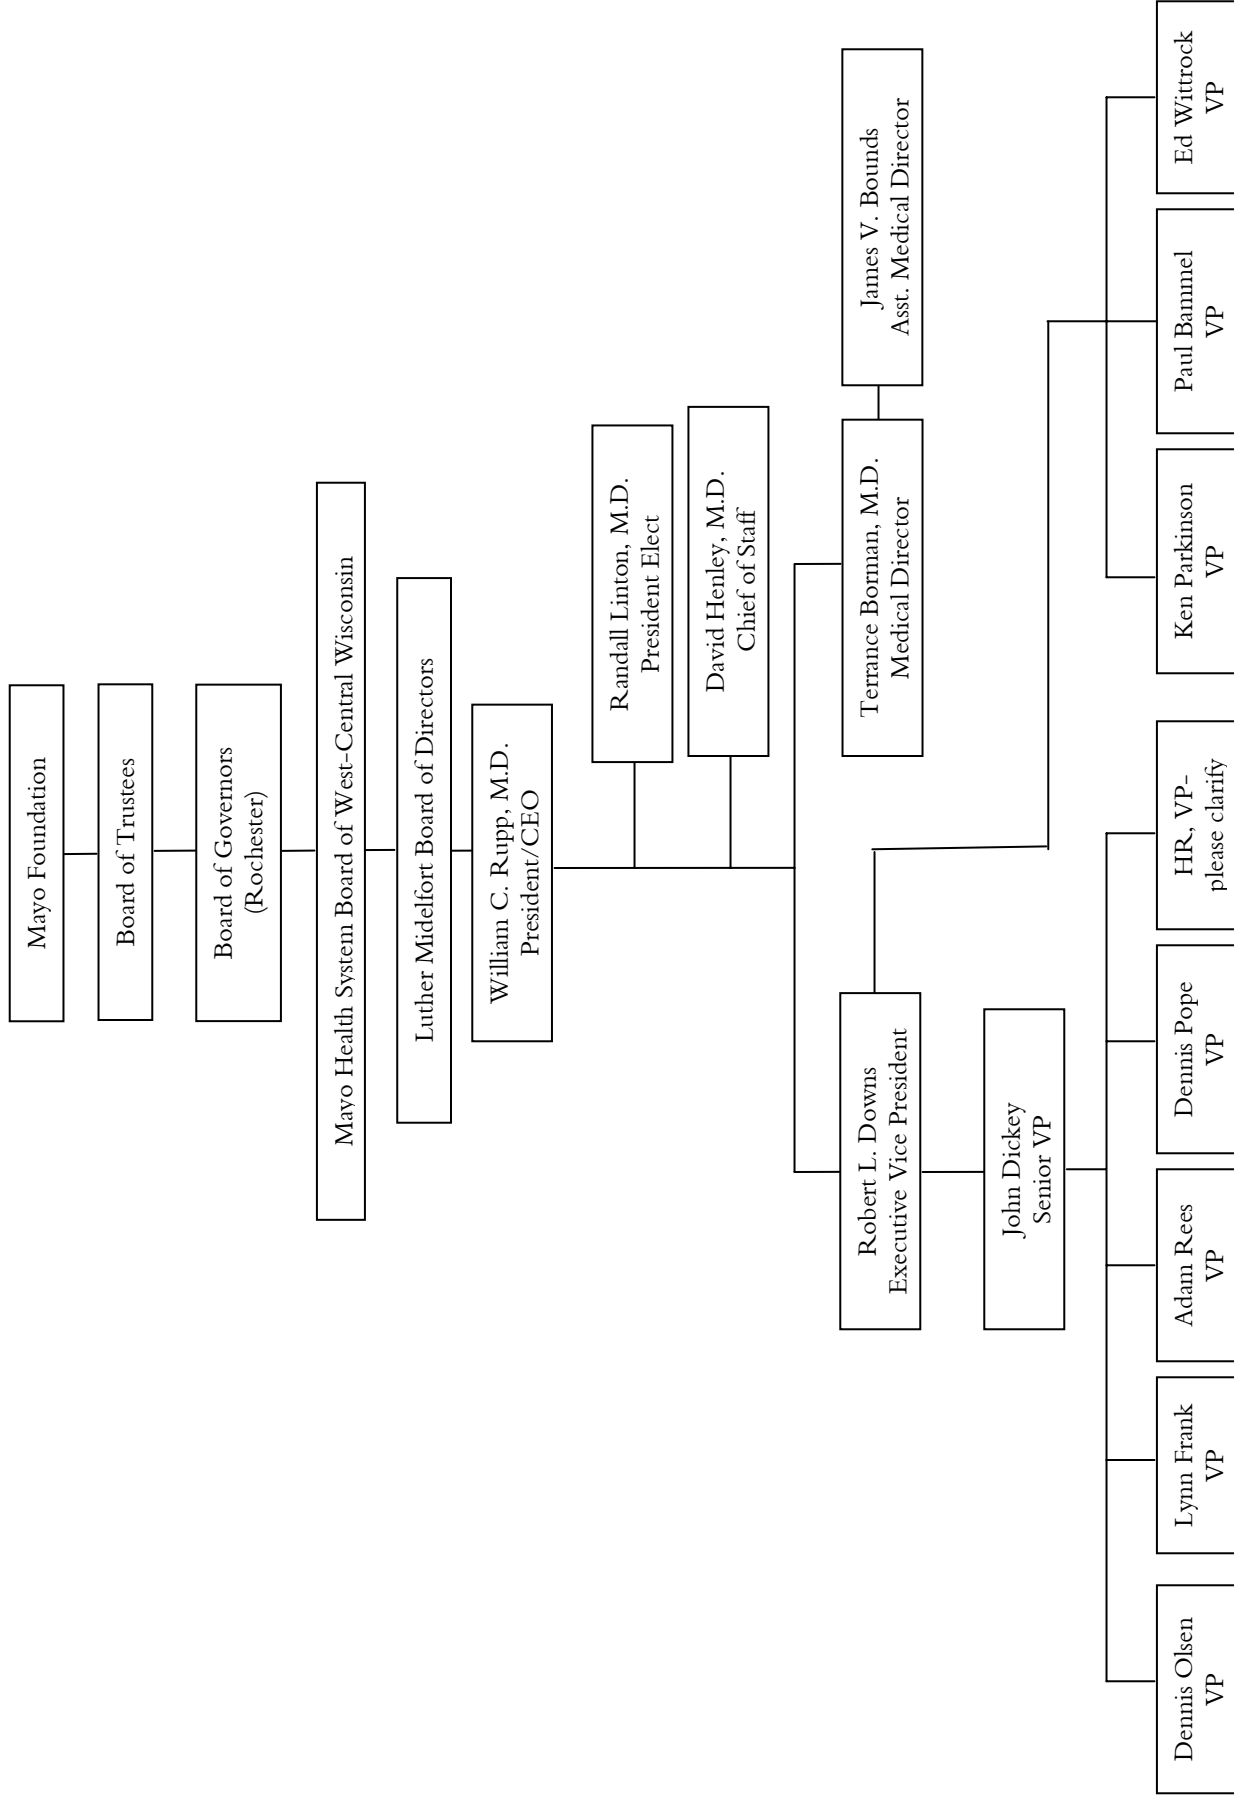 Mayo Foundation
Board of Trustees
Board of Governors
(Rochester)
Mayo Health System Board of West-Central Wisconsin
Luther Midelfort Board of Directors
William C. Rupp, M.D.
President/CEO
Randall Linton, M.D.
President Elect
David Henley, M.D.
Chief of Staff
Robert L. Downs
Executive Vice President
Terrance Borman, M.D.
Medical Director
James V. Bounds
Asst. Medical Director
John Dickey
Senior VP
Dennis Olsen
VP
Lynn Frank
VP
Adam Rees
VP
Dennis Pope
VP
HR, VP-
please clarify
Ken Parkinson
VP
Paul Bammel
VP
Ed Wittrock
VP